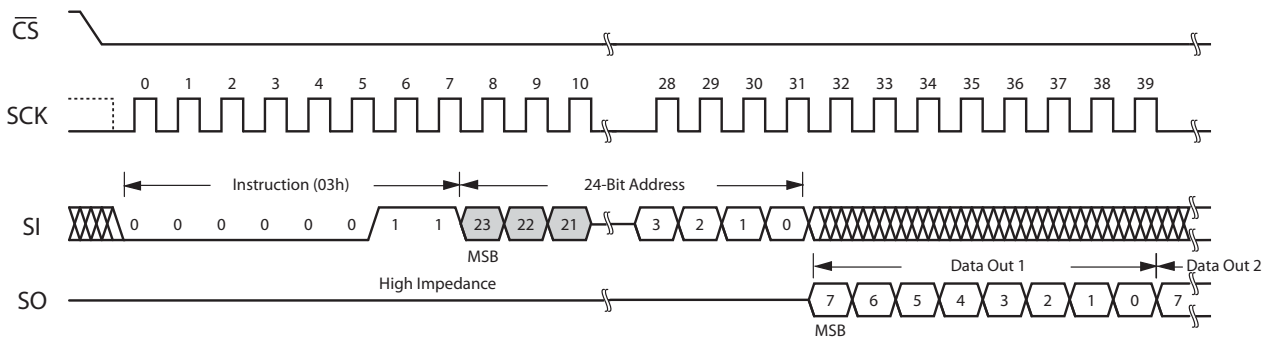 CS
0 1 2 3 4 5 6 7 8 9 10 28 29 30 31 32 33 34 35 36 37 38 39
SCK
Instruction (03h) 24-Bit Address
SI 0 0 0 0 0 0 1 1 23 22 21 3 2 1 0
MSB
Data Out 1 Data Out 2
High Impedance
SO 7 6 5 4 3 2 1 0 7
MSB